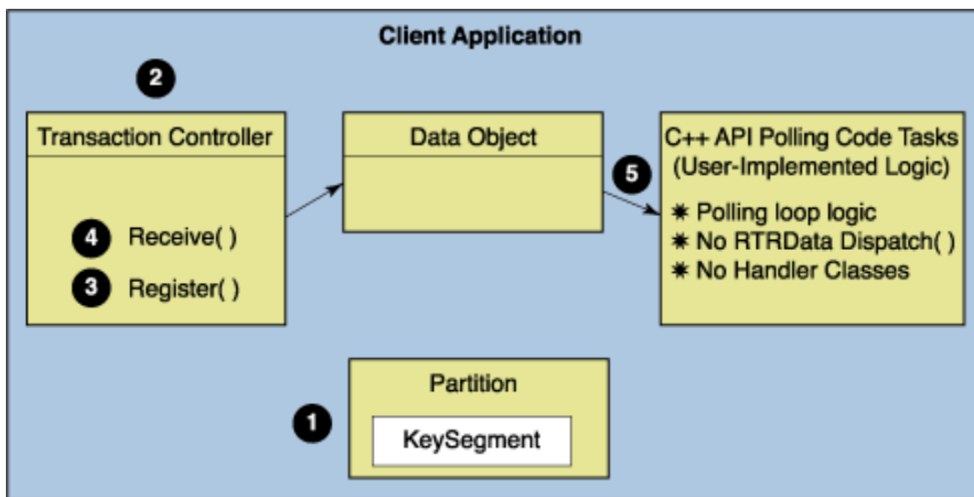 Client Application
2
Transaction Controller
4 Receive( )
3 Register( )
Data Object
5
C++ API Polling Code Tasks
(User-Implemented Logic)
✷ Polling loop logic
✷ No RTRData Dispatch( )
✷ No Handler Classes
1
Partition
KeySegment